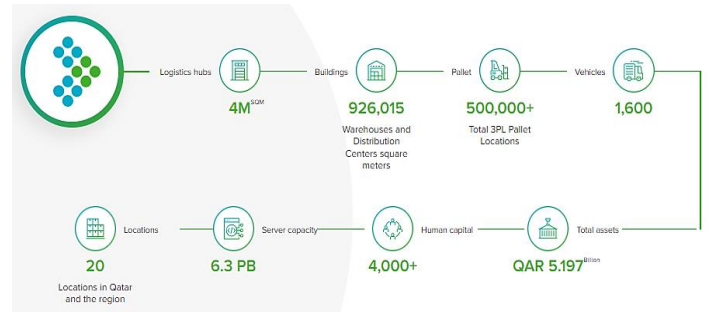 Logistics hubs
4M SQM
Buildings
926,015
Warehouses and
Distribution
Centers square
meters
Pallet
500,000+
Total 3PL Pallet
Locations
Vehicles
1,600
Locations
20
Locations in Qatar
and the region
Server capacity
6.3 PB
Human capital
4,000+
Total assets
QAR 5.197 Billion